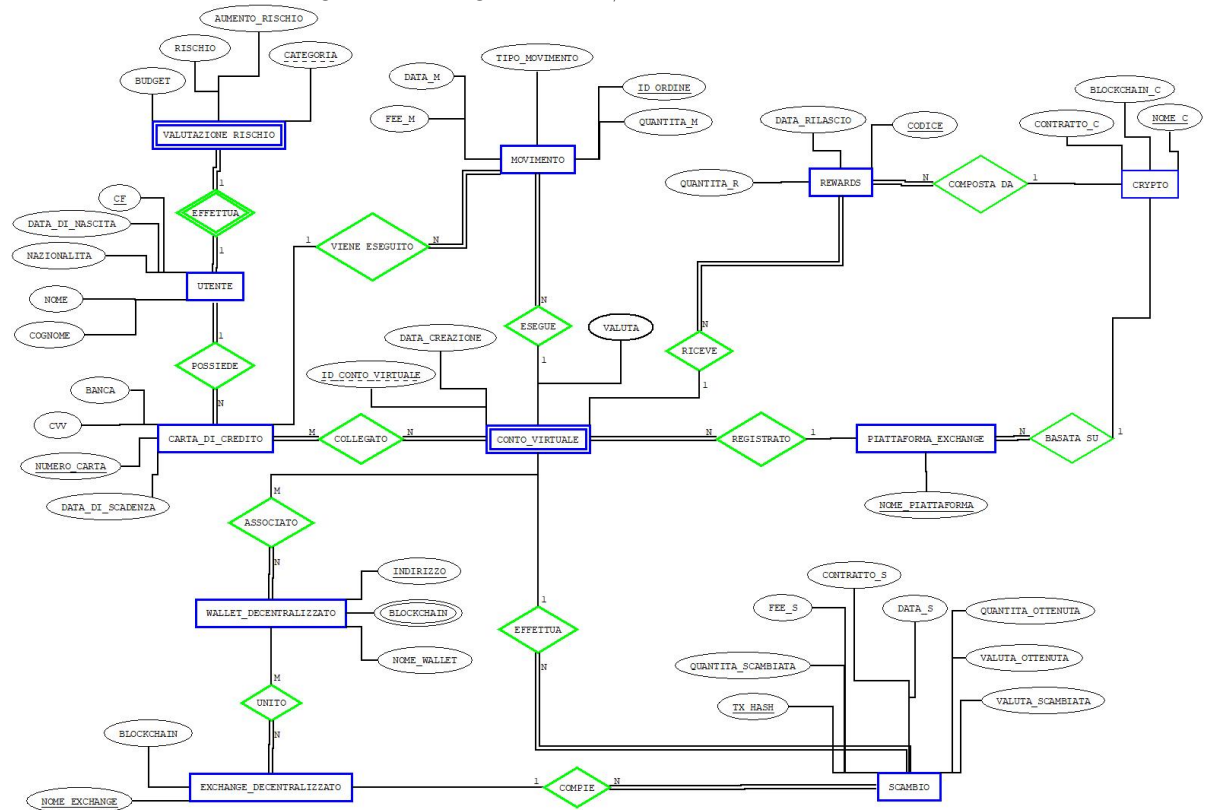 AUMENTO_RISCHIO
RISCHIO
CATEGORIA
BUDGET
VALUTAZIONE RISCHIO
1
EFFETTUA
1
CF
DATA_DI_NASCITA
NAZIONALITA
UTENTE
NOME
COGNOME
1
POSSIEDE
N
TIPO_MOVIMENTO
DATA_M
ID_ORDINE
FEE_M
QUANTITA_M
MOVIMENTO
1
VIENE ESEGUITO
N
N
ESEGUE
1
BLOCKCHAIN_C
DATA_RILASCIO
CODICE
CONTRATTO_C
NOME_C
QUANTITA_R
REWARDS
N
COMPOSTA DA
1
CRYPTO
N
RICEVE
1
VALUTA
DATA_CREAZIONE
ID_CONTO_VIRTUALE
BANCA
CVV
CARTA_DI_CREDITO
M
COLLEGATO
N
CONTO_VIRTUALE
N
REGISTRATO
1
PIATTAFORMA_EXCHANGE
N
BASATA SU
1
NUMERO_CARTA
DATA_DI_SCADENZA
NOME_PIATTAFORMA
M
ASSOCIATO
N
INDIRIZZO
WALLET_DECENTRALIZZATO
BLOCKCHAIN
NOME_WALLET
1
EFFETTUA
N
CONTRATTO_S
FEE_S
DATA_S
QUANTITA_OTTENUTA
QUANTITA_SCAMBIATA
VALUTA_OTTENUTA
TX_HASH
VALUTA_SCAMBIATA
M
UNITO
N
BLOCKCHAIN
NOME_EXCHANGE
EXCHANGE_DECENTRALIZZATO
1
COMPIE
N
SCAMBIO